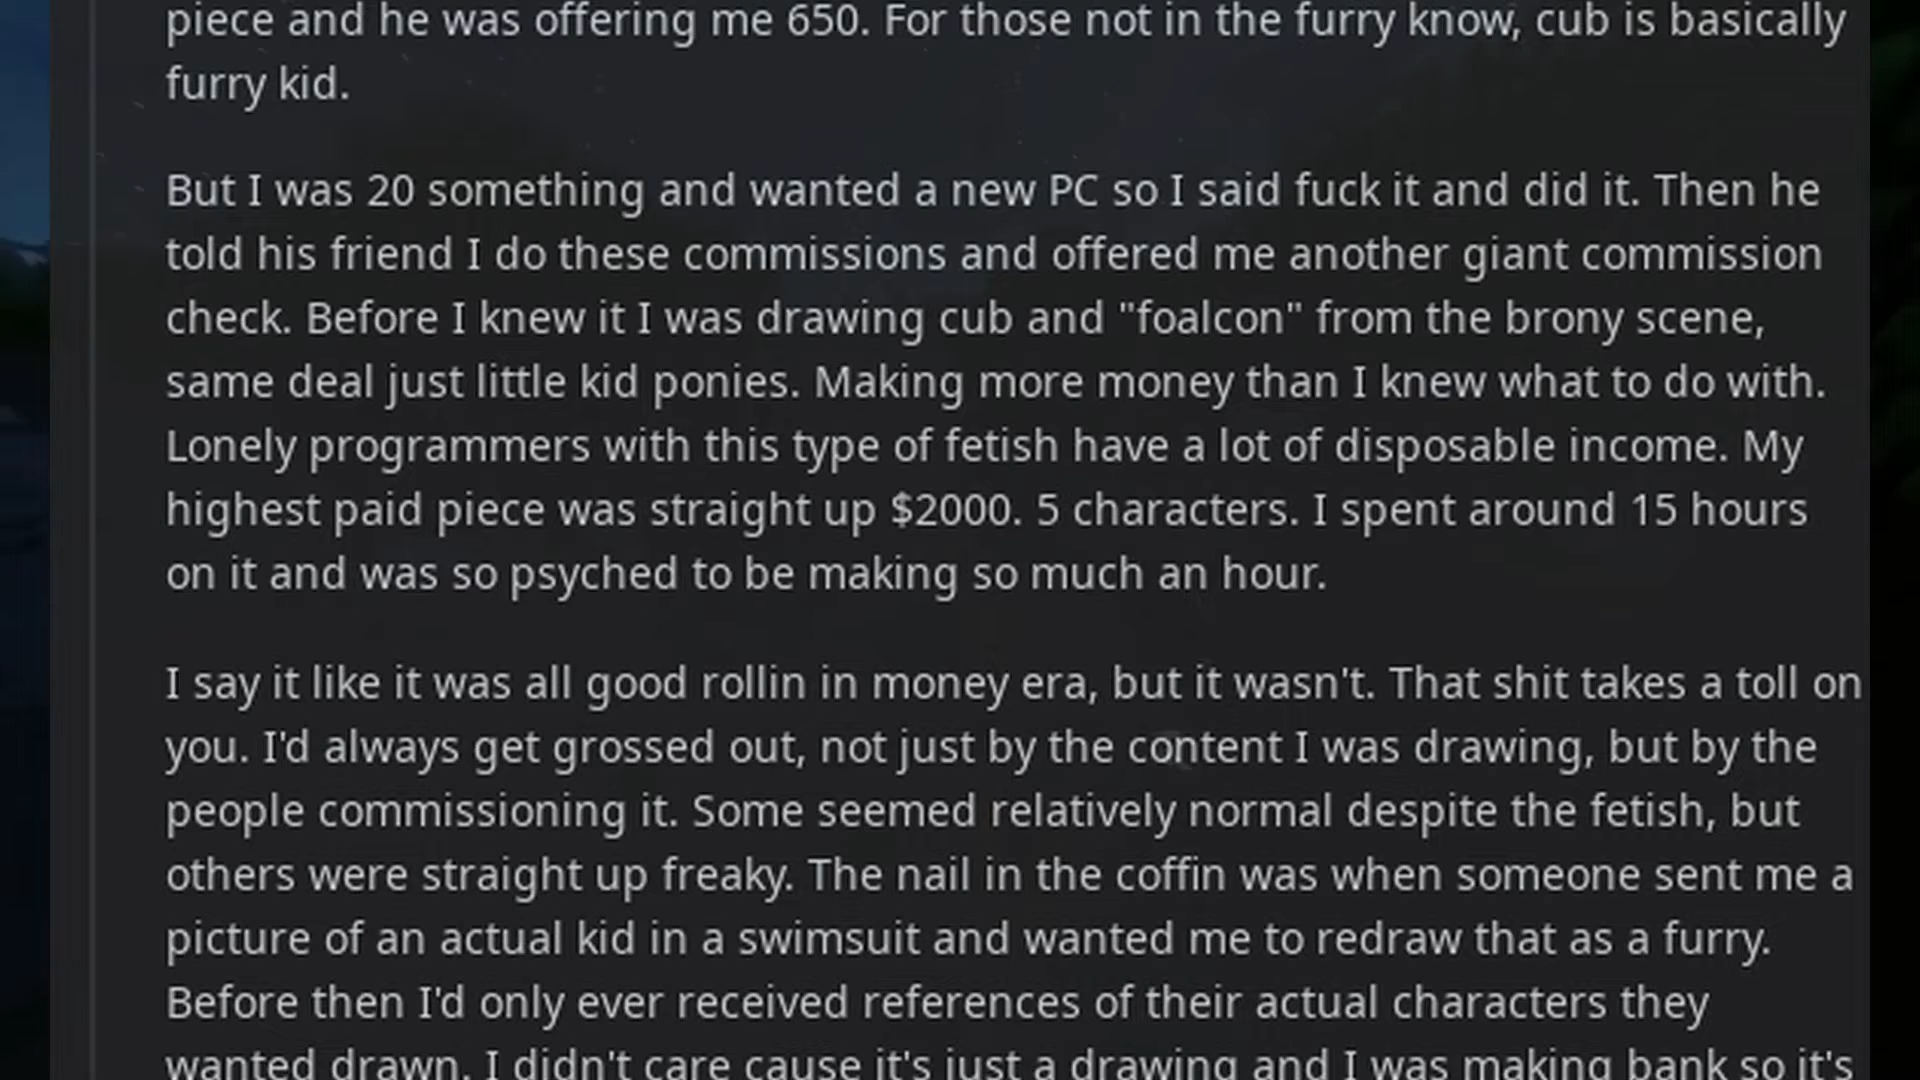 piece and he was offering me 650. For those not in the furry know, cub is basically
furry kid.
But I was 20 something and wanted a new PC so I said fuck it and did it. Then he
told his friend I do these commissions and offered me another giant commission
check. Before I knew it I was drawing cub and "foalcon" from the brony scene,
same deal just little kid ponies. Making more money than I knew what to do with.
Lonely programmers with this type of fetish have a lot of disposable income. My
highest paid piece was straight up $2000. 5 characters. I spent around 15 hours
on it and was so psyched to be making so much an hour.
I say it like it was all good rollin in money era, but it wasn't. That shit takes a toll on
you. I'd always get grossed out, not just by the content I was drawing, but by the
people commissioning it. Some seemed relatively normal despite the fetish, but
others were straight up freaky. The nail in the coffin was when someone sent me a
picture of an actual kid in a swimsuit and wanted me to redraw that as a furry.
Before then I'd only ever received references of their actual characters they
wanted drawn. I didn't care cause it's just a drawing and I was making bank so it's